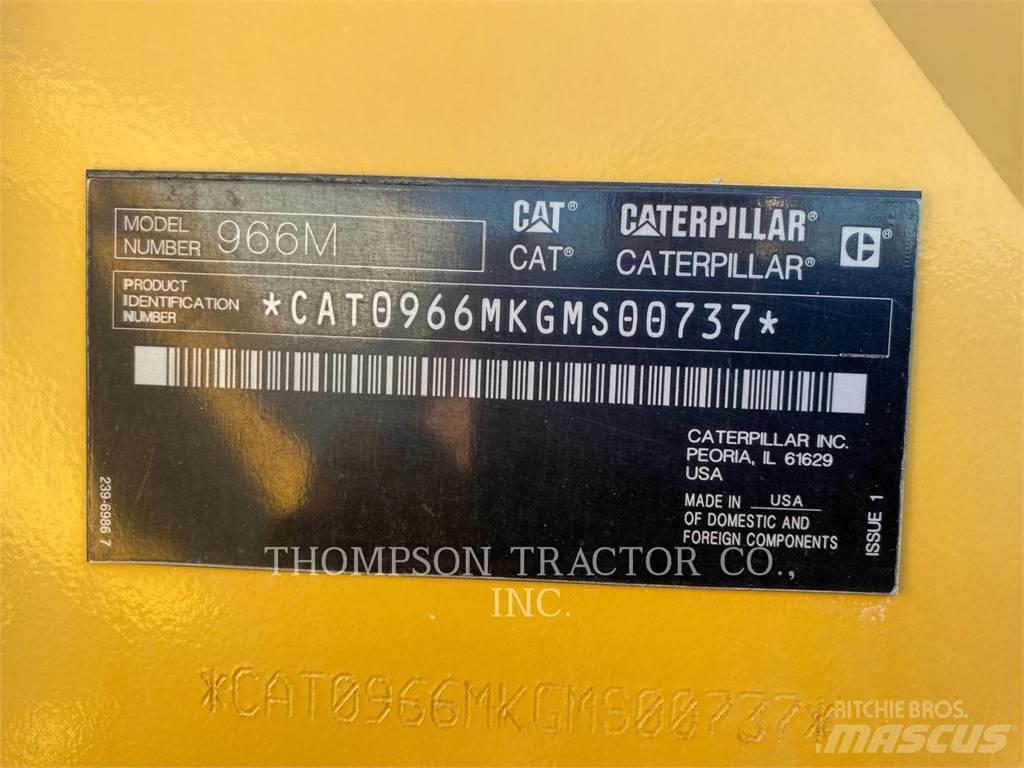 MODEL
NUMBER 966M
CAT® CATERPILLAR®
CAT® CATERPILLAR®
PRODUCT
IDENTIFICATION
NUMBER
*CAT0966MKGMS00737*
*CAT0966MKGMS00737*
CATERPILLAR INC.
PEORIA, IL 61629
USA
MADE IN USA
OF DOMESTIC AND
FOREIGN COMPONENTS
239-6986 7
ISSUE 1
THOMPSON TRACTOR CO.,
INC.
*CAT0966MKGMS00737*
RITCHIE BROS.
MASCUS